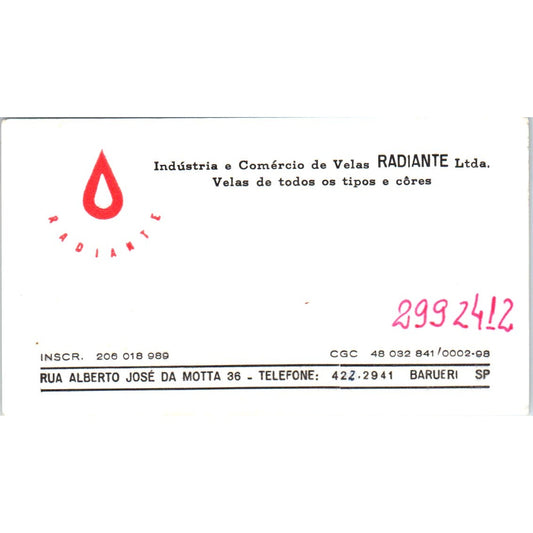 Indústria e Comércio de Velas RADIANTE Ltda.
Velas de todos os tipos e côres
RADIANTE
2992412
INSCR. 206 018 989 CGC 48 032 841/0002-98
RUA ALBERTO JOSÉ DA MOTTA 36 - TELEFONE: 422.2941 BARUERI SP